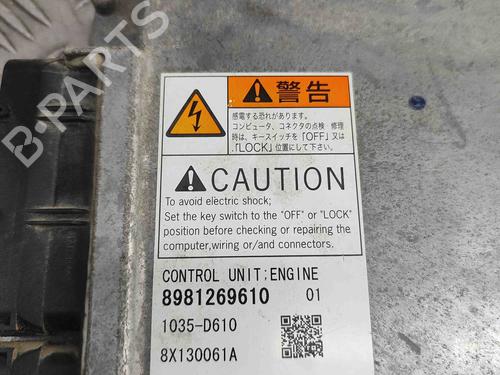 B-PARTS
警告
感電する恐れがあります。
コンピュータ、コネクタの点検・修理
時は、キースイッチを「OFF」又は
「LOCK」位置にして下さい。
CAUTION
To avoid electric shock;
Set the key switch to the "OFF" or "LOCK"
position before checking or repairing the
computer,wiring or/and connectors.
CONTROL UNIT:ENGINE
8981269610 01
1035-D610
8X130061A